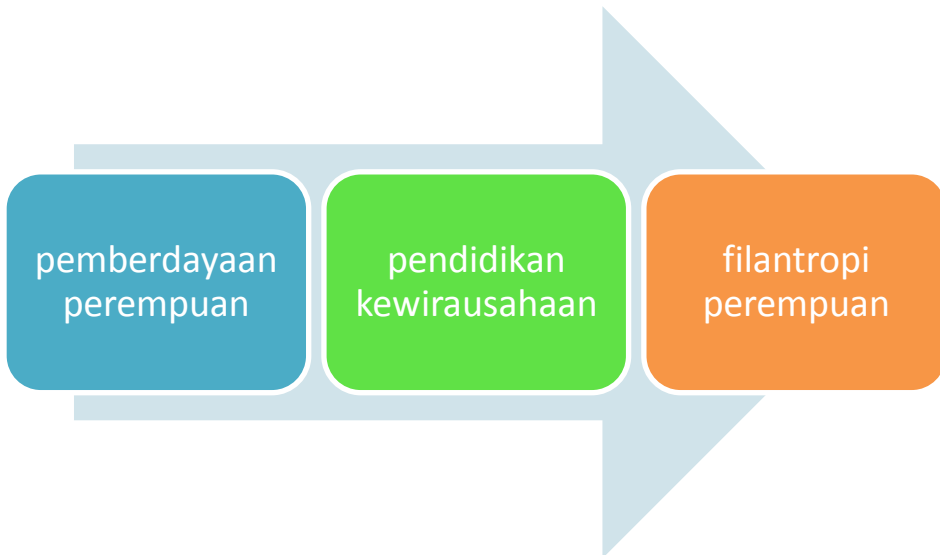 pemberdayaan
perempuan
pendidikan
kewirausahaan
filantropi
perempuan